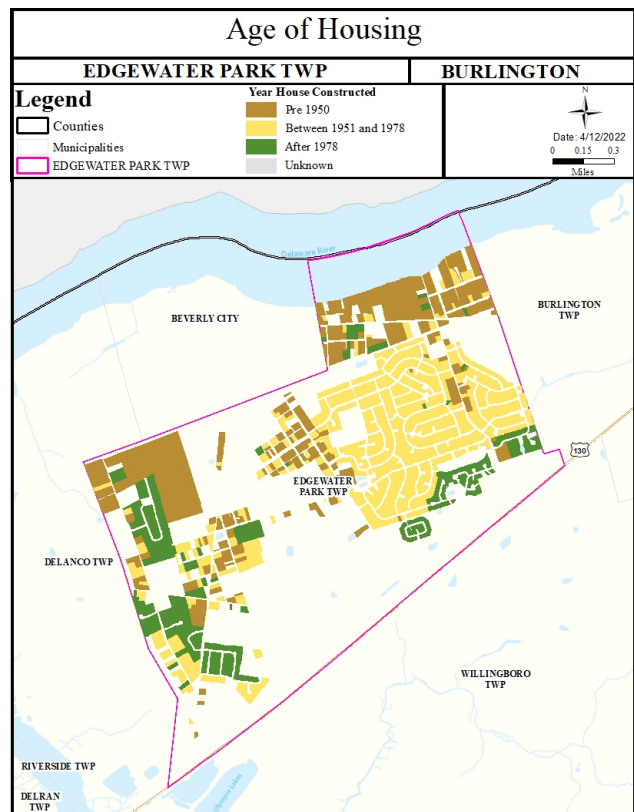 Age of Housing
EDGEWATER PARK TWP
BURLINGTON
Legend
Counties
Municipalities
EDGEWATER PARK TWP
Year House Constructed
Pre 1950
Between 1951 and 1978
After 1978
Unknown
N
Date: 4/12/2022
0 0.15 0.3
Miles
Delaware River
BEVERLY CITY
BURLINGTON
TWP
130
EDGEWATER
PARK TWP
DELANCO TWP
WILLINGBORO
TWP
RIVERSIDE TWP
DELRAN
TWP
Olympia Lakes